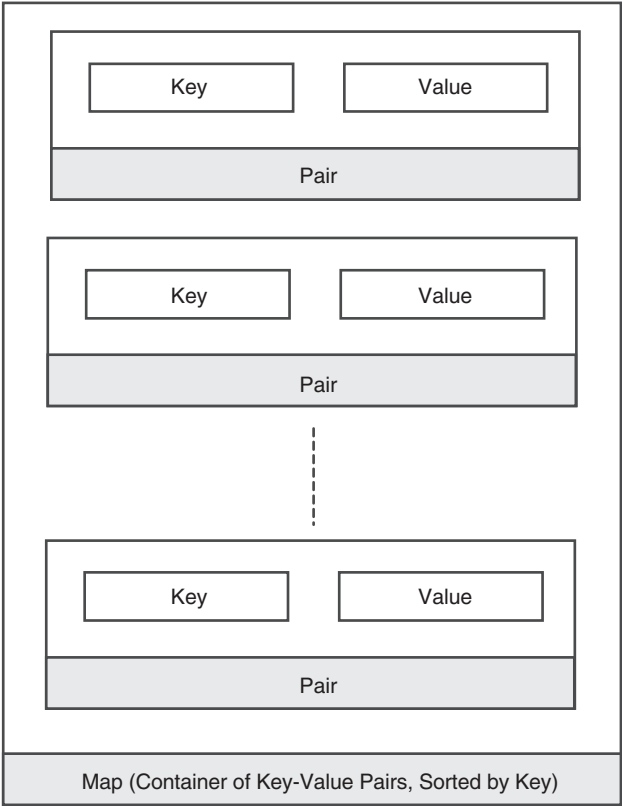 Key Value
Pair
Key Value
Pair
Key Value
Pair
Map (Container of Key-Value Pairs, Sorted by Key)